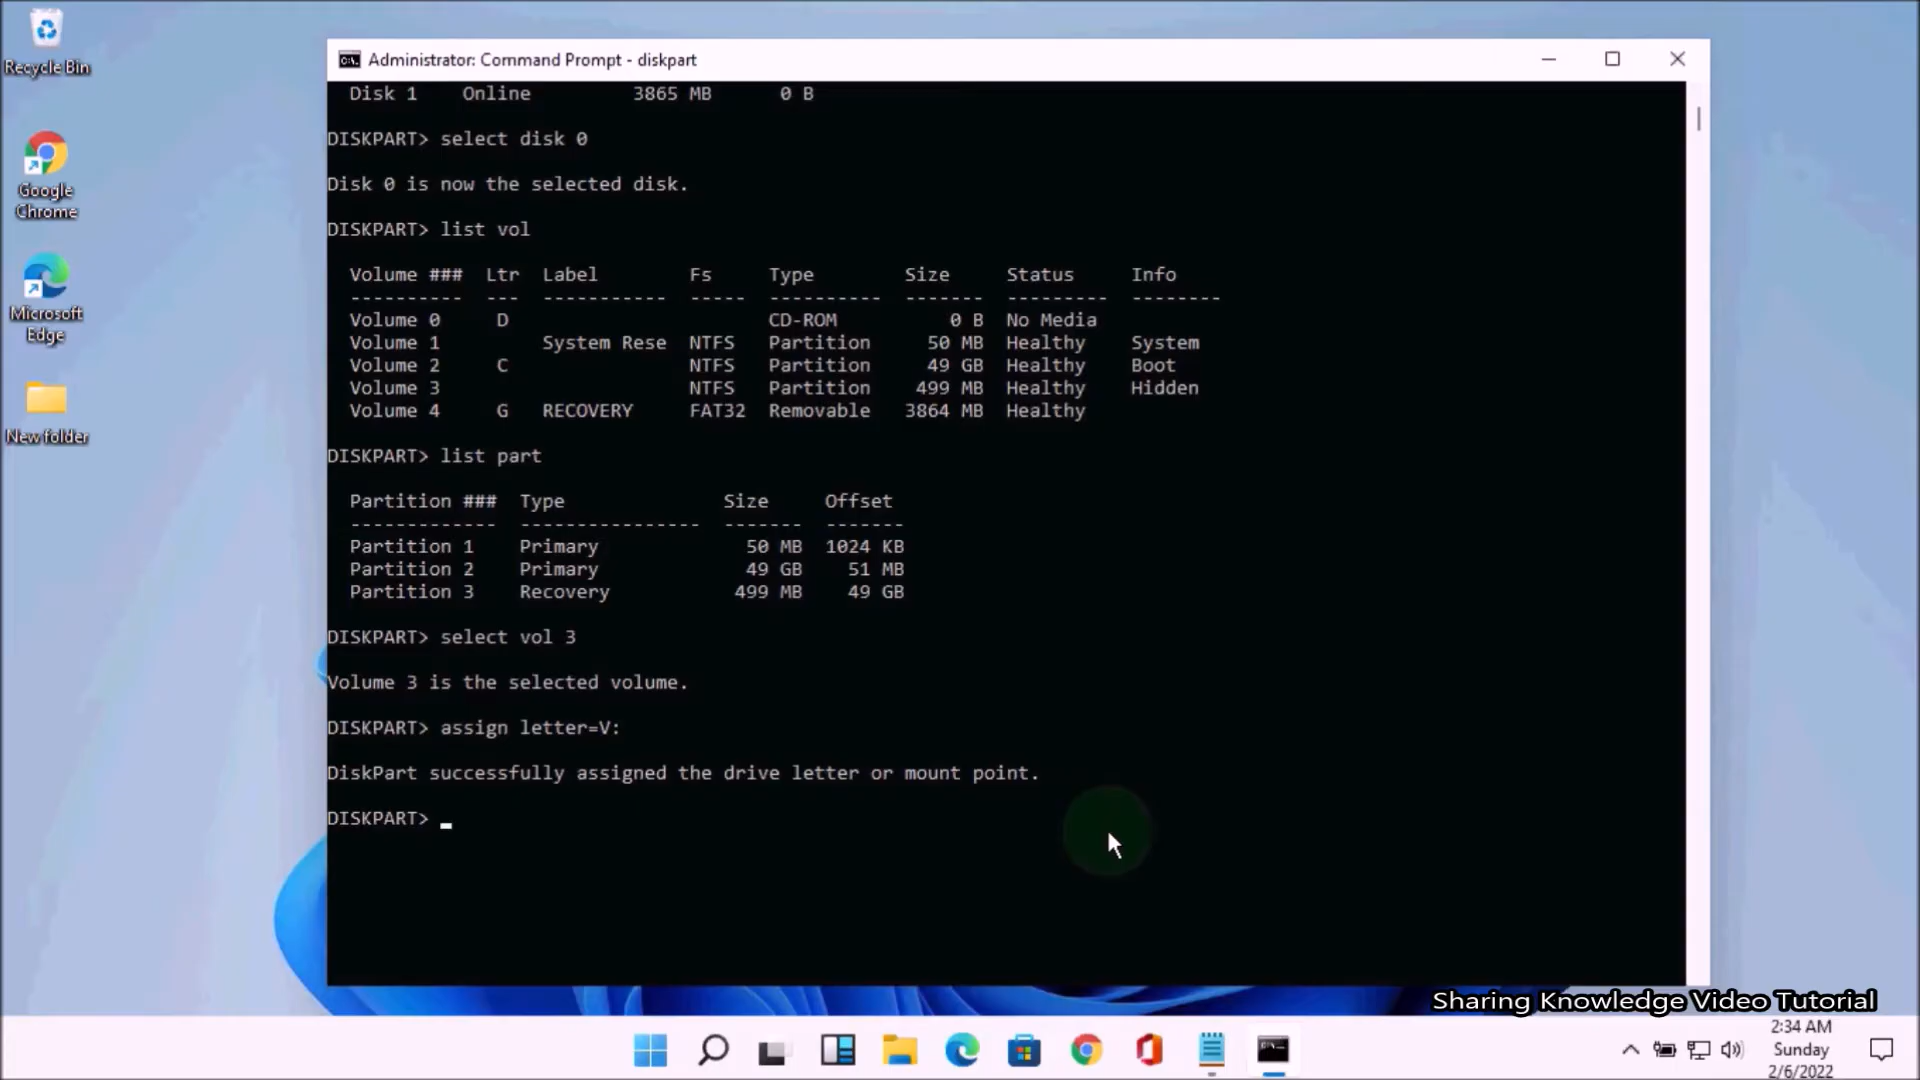 Recycle Bin
Google
Chrome
Microsoft
Edge
New folder
Administrator: Command Prompt - diskpart
Disk 1    Online         3865 MB      0 B
DISKPART> select disk 0
Disk 0 is now the selected disk.
DISKPART> list vol
Volume ###  Ltr  Label        Fs     Type        Size     Status     Info
----------  ---  -----------  -----  ----------  -------  ---------  --------
Volume 0     D                       CD-ROM          0 B  No Media
Volume 1         System Rese  NTFS   Partition     50 MB  Healthy    System
Volume 2     C                NTFS   Partition     49 GB  Healthy    Boot
Volume 3                      NTFS   Partition    499 MB  Healthy    Hidden
Volume 4     G   RECOVERY     FAT32  Removable   3864 MB  Healthy
DISKPART> list part
Partition ###  Type              Size     Offset
-------------  ----------------  -------  -------
Partition 1    Primary             50 MB  1024 KB
Partition 2    Primary             49 GB    51 MB
Partition 3    Recovery           499 MB    49 GB
DISKPART> select vol 3
Volume 3 is the selected volume.
DISKPART> assign letter=V:
DiskPart successfully assigned the drive letter or mount point.
DISKPART>
Sharing Knowledge Video Tutorial
2:34 AM
Sunday
2/6/2022